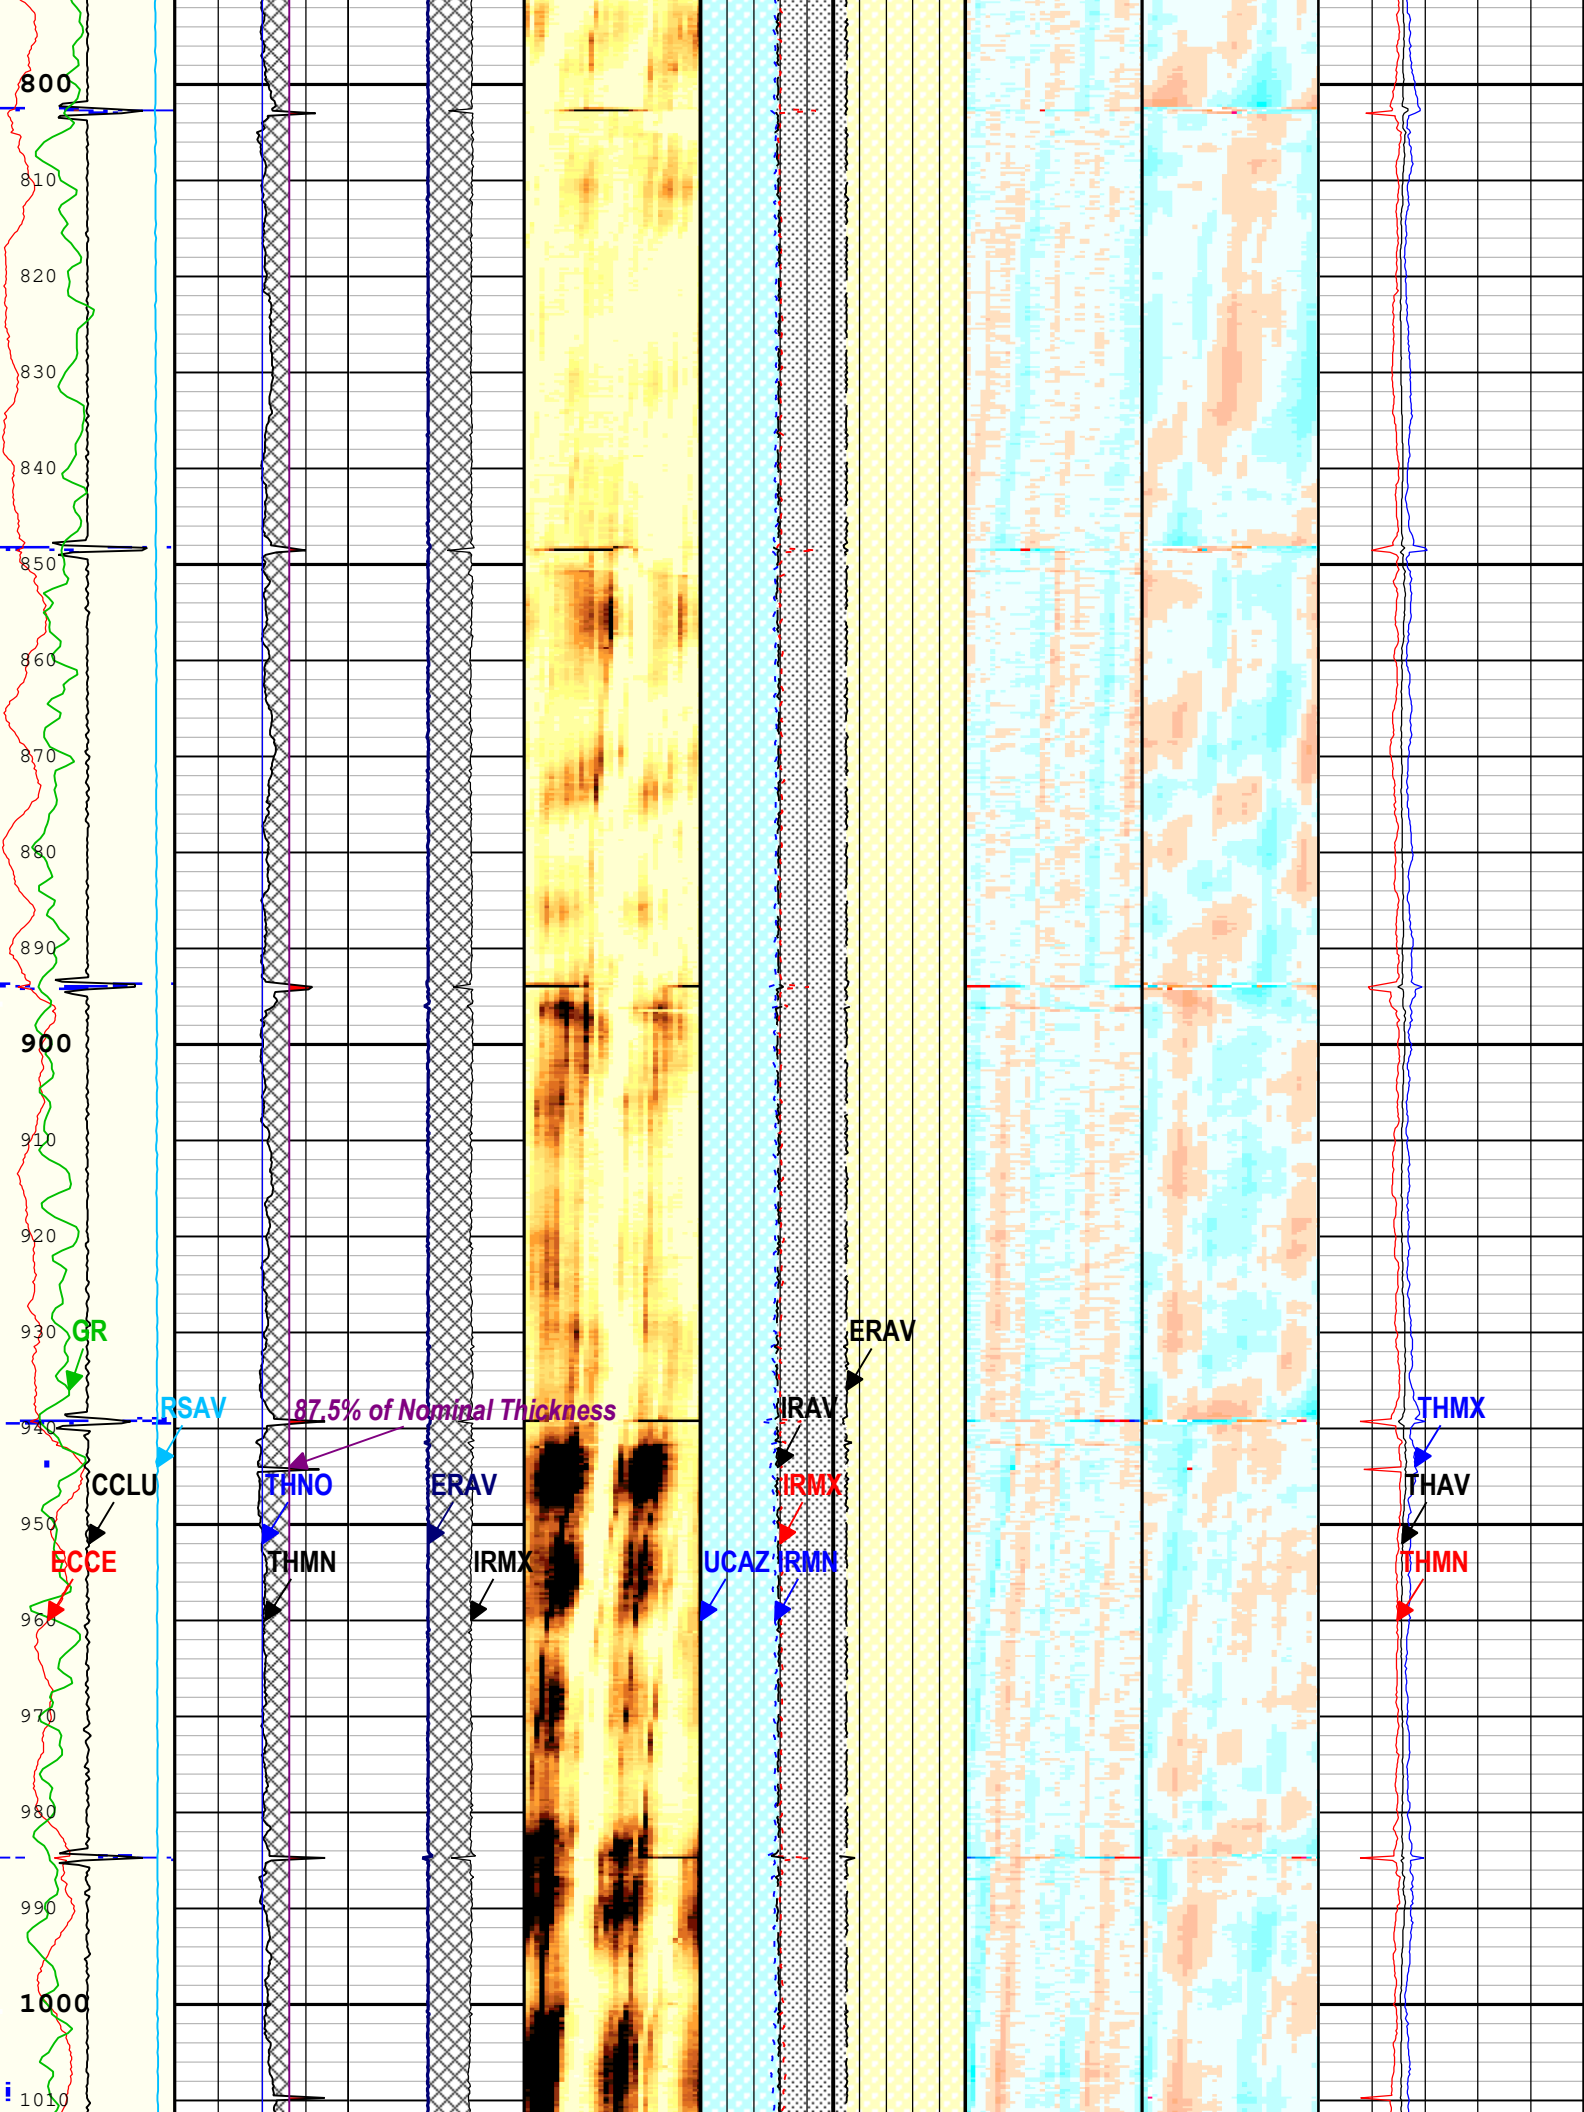 800
810
820
830
840
850
860
870
880
890
900
910
920
930
GR
ERAV
RSAV
87.5% of Nominal Thickness
IRAV
THMX
940
CCLU
THNO
ERAV
IRMX
THAV
950
ECCE
THMN
IRMX
UCAZ
IRMN
THMN
960
970
980
990
1000
1010